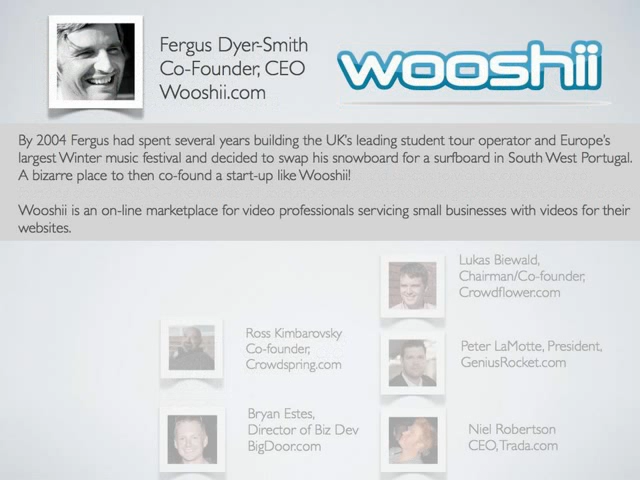 Fergus Dyer-Smith
Co-Founder, CEO
Wooshii.com
wooshii
By 2004 Fergus had spent several years building the UK's leading student tour operator and Europe's
largest Winter music festival and decided to swap his snowboard for a surfboard in South West Portugal.
A bizarre place to then co-found a start-up like Wooshii!
Wooshii is an on-line marketplace for video professionals servicing small businesses with videos for their
websites.
Lukas Biewald,
Chairman/Co-founder,
Crowdflower.com
Ross Kimbarovsky
Co-founder,
Crowdspring.com
Peter LaMotte, President,
GeniusRocket.com
Bryan Estes,
Director of Biz Dev
BigDoor.com
Niel Robertson
CEO, Trada.com